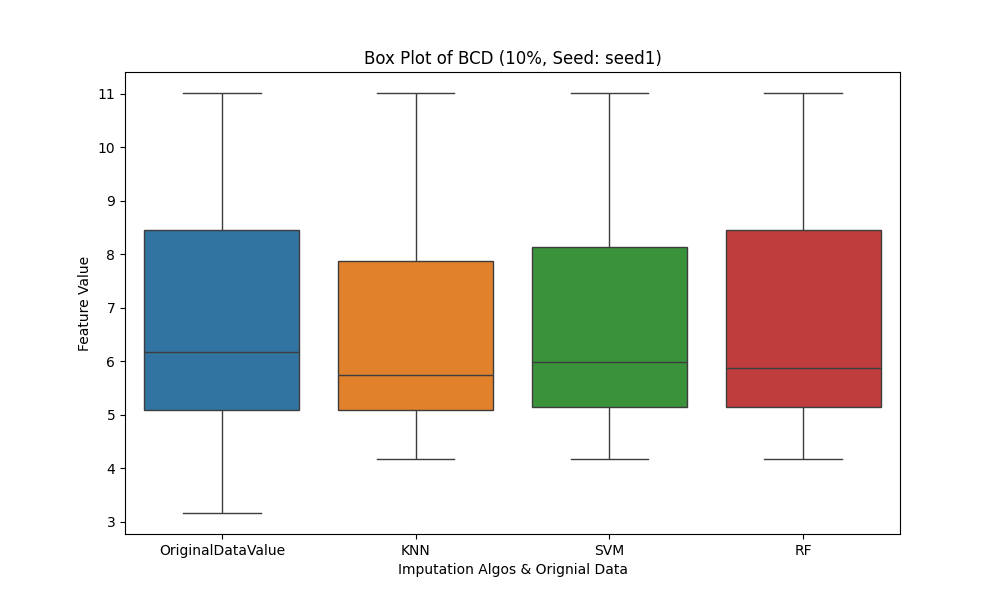 Box Plot of BCD (10%, Seed: seed1)
11
10
9
8
7
6
5
4
3
Feature Value
OriginalDataValue
KNN
SVM
RF
Imputation Algos & Orignial Data